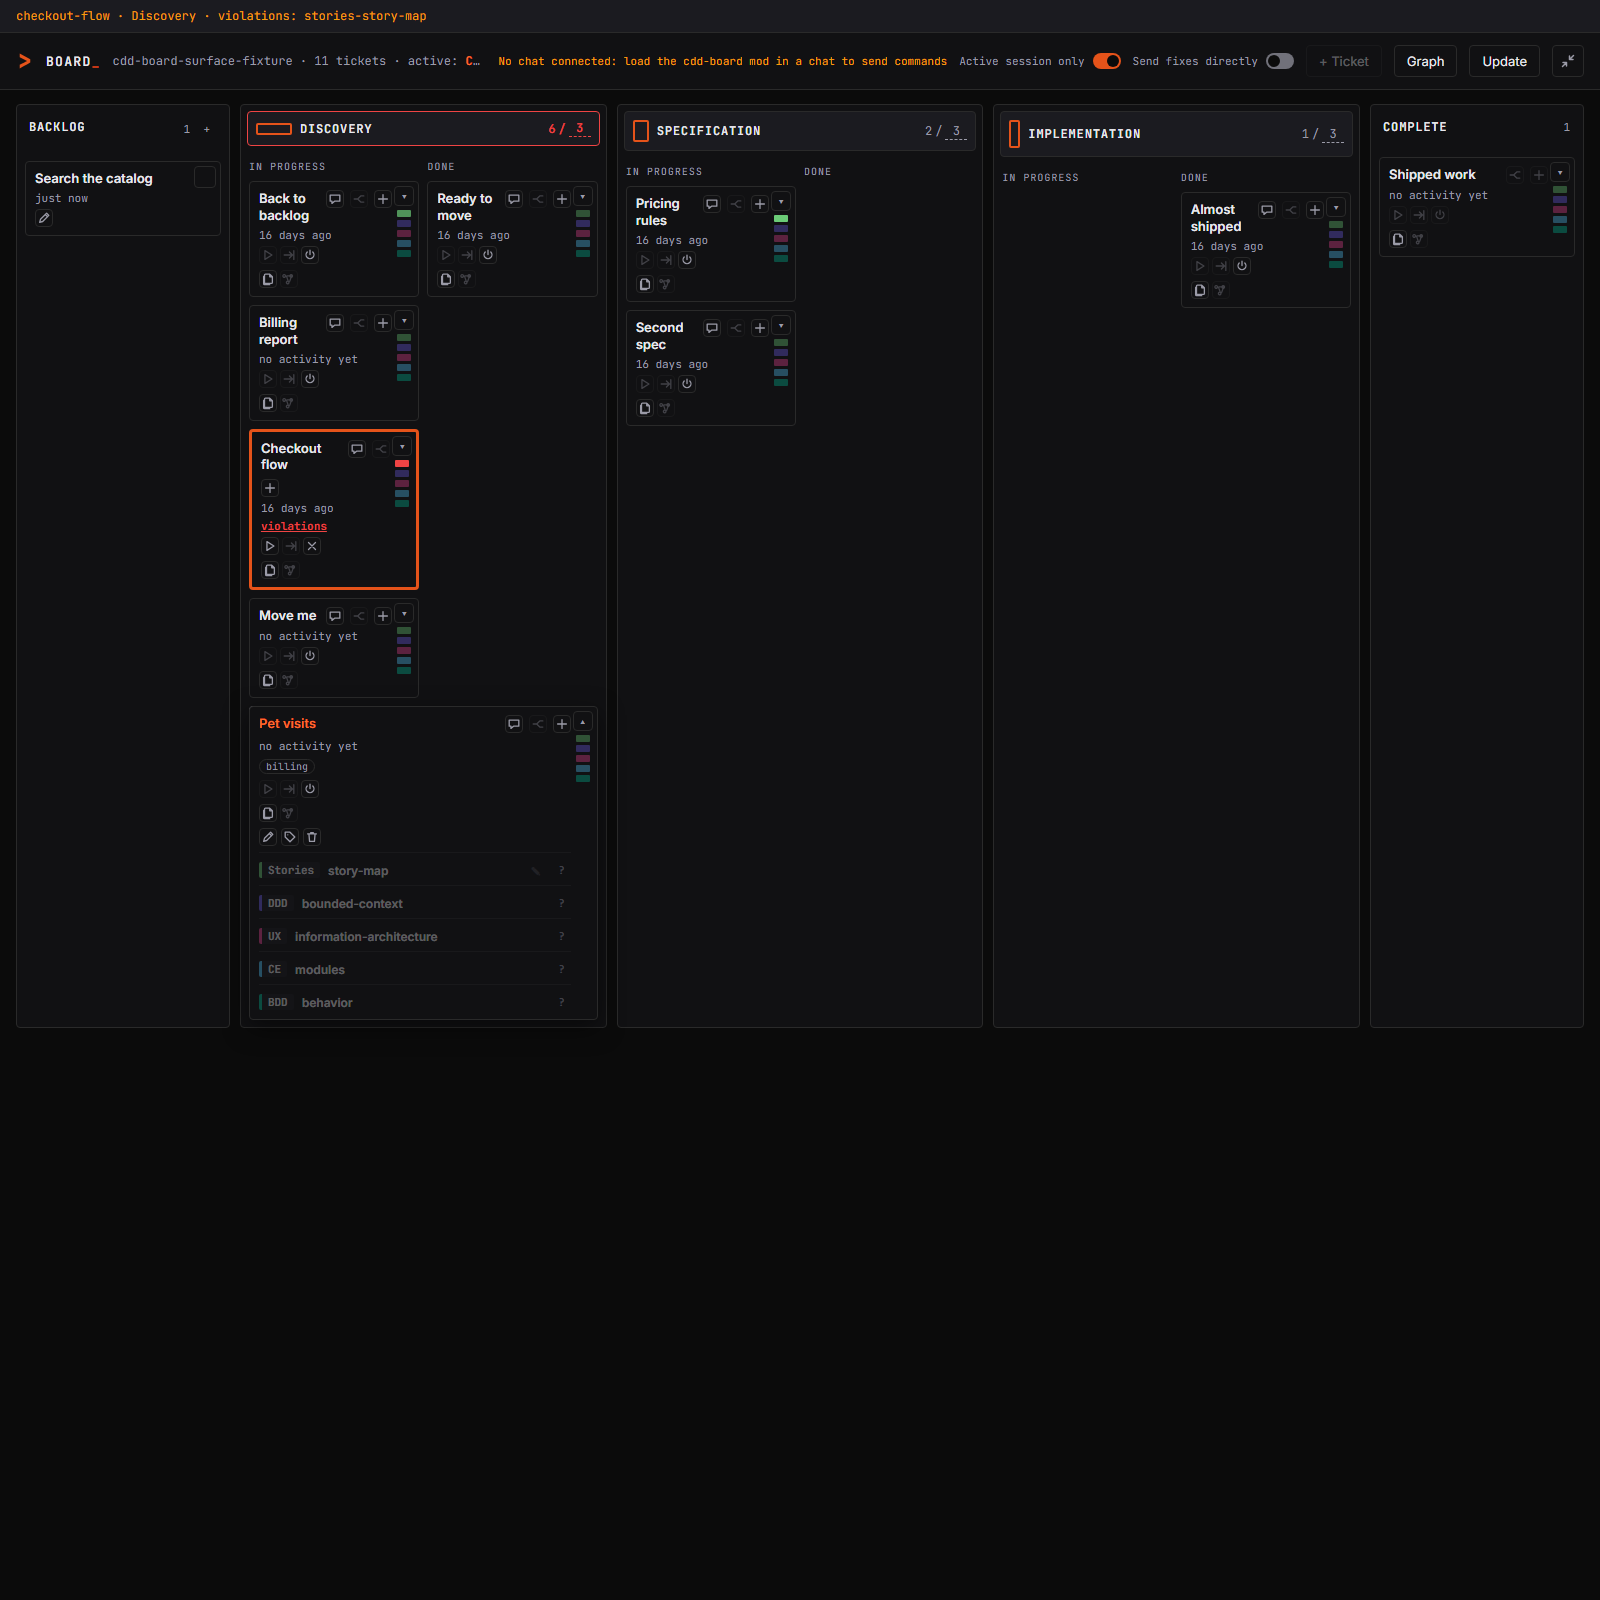 checkout-flow · Discovery · violations: stories-story-map
> BOARD_ cdd-board-surface-fixture · 11 tickets · active: C… No chat connected: load the cdd-board mod in a chat to send commands Active session only Send fixes directly + Ticket Graph Update
BACKLOG 1 +
Search the catalog
just now
DISCOVERY 6 / 3
IN PROGRESS DONE
Back to
backlog
16 days ago
Ready to
move
16 days ago
Billing
report
no activity yet
Checkout
flow
16 days ago
violations
Move me
no activity yet
Pet visits
no activity yet
billing
Stories story-map ?
DDD bounded-context ?
UX information-architecture ?
CE modules ?
BDD behavior ?
SPECIFICATION 2 / 3
IN PROGRESS DONE
Pricing
rules
16 days ago
Second
spec
16 days ago
IMPLEMENTATION 1 / 3
IN PROGRESS DONE
Almost
shipped
16 days ago
COMPLETE 1
Shipped work
no activity yet